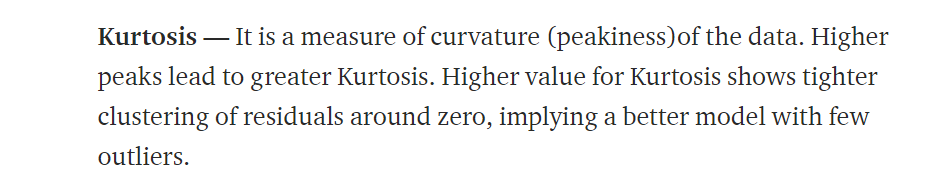 Kurtosis — It is a measure of curvature (peakiness)of the data. Higher
peaks lead to greater Kurtosis. Higher value for Kurtosis shows tighter
clustering of residuals around zero, implying a better model with few
outliers.